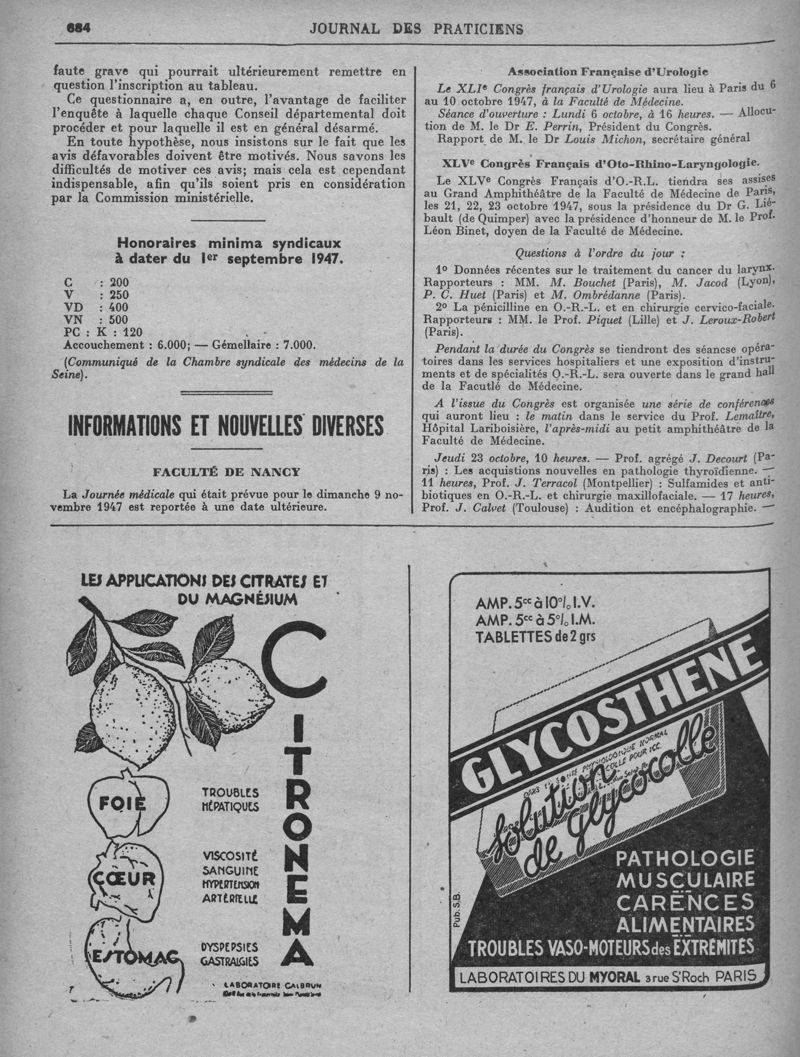 684
JOURNAL DES PRATICIENS
faute grave qui pourrait ultérieurement remettre en
question l'inscription au tableau.
Ce questionnaire a, en outre, l'avantage de faciliter
l'enquête à laquelle chaque Conseil départemental doit
procéder et pour laquelle il est en général désarmé.
En toute hypothèse, nous insistons sur le fait que les
avis défavorables doivent être motivés. Nous savons les
difficultés de motiver ces avis; mais cela est cependant
indispensable, afin qu'ils soient pris en considération
par la Commission ministérielle.
Honoraires minima syndicaux
à dater du 1er septembre 1947.
C : 200
V : 250
VD : 400
VN : 500
PC : K : 120
Accouchement : 6.000; — Gémellaire : 7.000.
(Communiqué de la Chambre syndicale des médecins de la
Seine).
INFORMATIONS ET NOUVELLES DIVERSES
FACULTÉ DE NANCY
La Journée médicale qui était prévue pour le dimanche 9 no-
vembre 1947 est reportée à une date ultérieure.
Association Française d'Urologie
Le XLIe Congrès français d'Urologie aura lieu à Paris du 6
au 10 octobre 1947, à la Faculté de Médecine.
Séance d'ouverture : Lundi 6 octobre, à 16 heures. — Allocu-
tion de M. le Dr E. Perrin, Président du Congrès.
Rapport de M. le Dr Louis Michon, secrétaire général
XLVe Congrès Français d'Oto-Rhino-Laryngologie.
Le XLVe Congrès Français d'O.-R.L. tiendra ses assises
au Grand Amphithéâtre de la Faculté de Médecine de Paris,
les 21, 22, 23 octobre 1947, sous la présidence du Dr G. Lié-
bault (de Quimper) avec la présidence d'honneur de M. le Prof.
Léon Binet, doyen de la Faculté de Médecine.
Questions à l'ordre du jour :
1o Données récentes sur le traitement du cancer du larynx.
Rapporteurs : MM. M. Bouchet (Paris), M. Jacod (Lyon),
P. C. Huet (Paris) et M. Ombrédanne (Paris).
2o La pénicilline en O.-R.-L. et en chirurgie cervico-faciale.
Rapporteurs : MM. le Prof. Piquet (Lille) et J. Leroux-Robert
(Paris).
Pendant la durée du Congrès se tiendront des séancse opéra-
toires dans les services hospitaliers et une exposition d'instru-
ments et de spécialités O.-R.-L. sera ouverte dans le grand hall
de la Facutlé de Médecine.
A l'issue du Congrès est organisée une série de conférences
qui auront lieu : le matin dans le service du Prof. Lemaître,
Hôpital Lariboisière, l'après-midi au petit amphithéâtre de la
Faculté de Médecine.
Jeudi 23 octobre, 10 heures. — Prof. agrégé J. Decourt (Pa-
ris) : Les acquistions nouvelles en pathologie thyroïdienne. —
11 heures, Prof. J. Terracol (Montpellier) : Sulfamides et anti-
biotiques en O.-R.-L. et chirurgie maxillofaciale. — 17 heures,
Prof. J. Calvet (Toulouse) : Audition et encéphalographie. —
LES APPLICATIONS DES CITRATES ET
DU MAGNÉSIUM
CITRONEMA
FOIE
TROUBLES
HÉPATIQUES
CŒUR
VISCOSITÉ
SANGUINE
HYPERTENSION
ARTÉRIELLE
ESTOMAC
DYSPEPSIES
GASTRALGIES
LABORATOIRE GALBRUN
AMP. 5cc à 10% I.V.
AMP. 5cc à 5% I.M.
TABLETTES de 2 grs
GLYCOSTHENE
Solution
de glycocolle
PATHOLOGIE
MUSCULAIRE
CARENCES
ALIMENTAIRES
TROUBLES VASO-MOTEURS des EXTRÉMITÉS
Pub. S.B.
LABORATOIRES DU MYORAL 3 rue St Roch PARIS